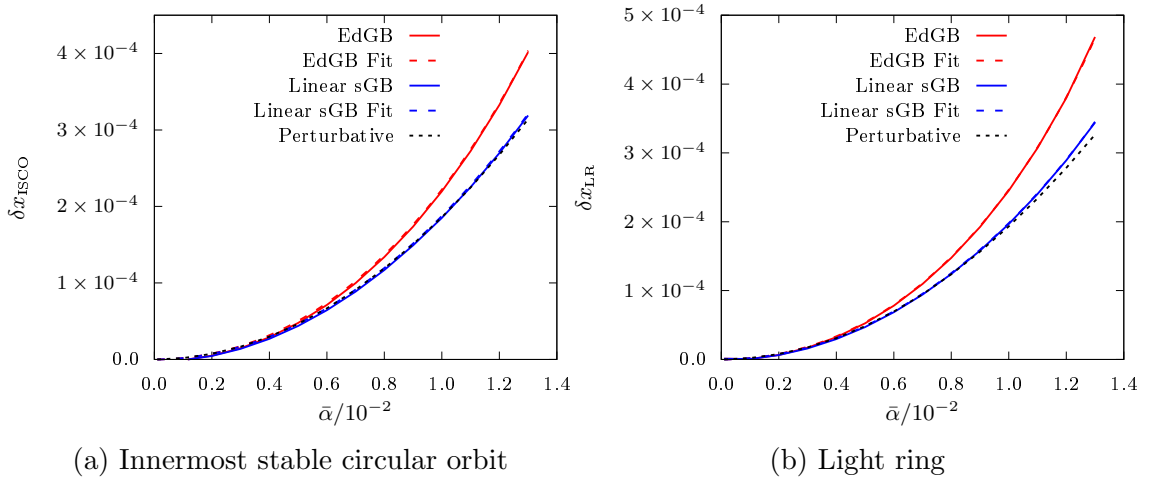 EdGB
EdGB Fit
Linear sGB
Linear sGB Fit
Perturbative
4 × 10⁻⁴
3 × 10⁻⁴
2 × 10⁻⁴
1 × 10⁻⁴
0.0
δx_ISCO
0.0 0.2 0.4 0.6 0.8 1.0 1.2 1.4
ᾱ/10⁻²
(a) Innermost stable circular orbit
5 × 10⁻⁴
EdGB
EdGB Fit
Linear sGB
Linear sGB Fit
Perturbative
4 × 10⁻⁴
3 × 10⁻⁴
2 × 10⁻⁴
1 × 10⁻⁴
0.0
δx_LR
0.0 0.2 0.4 0.6 0.8 1.0 1.2 1.4
ᾱ/10⁻²
(b) Light ring